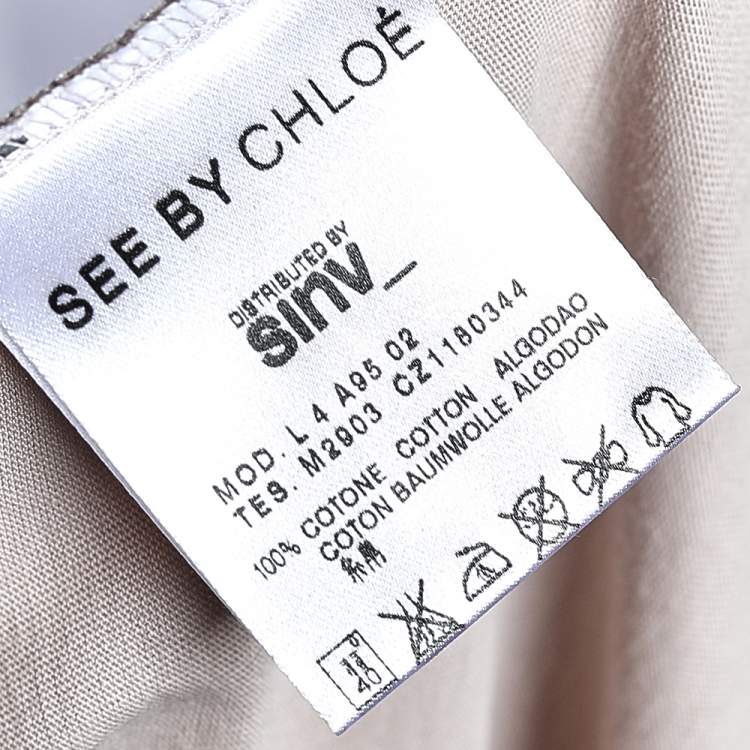 SEE BY CHLOÉ
DISTRIBUTED BY
sinv_
MOD. L 4 A95 02
TES. M2903 CZ1180344
100% COTONE COTTON ALGODAO
COTON BAUMWOLLE ALGODON